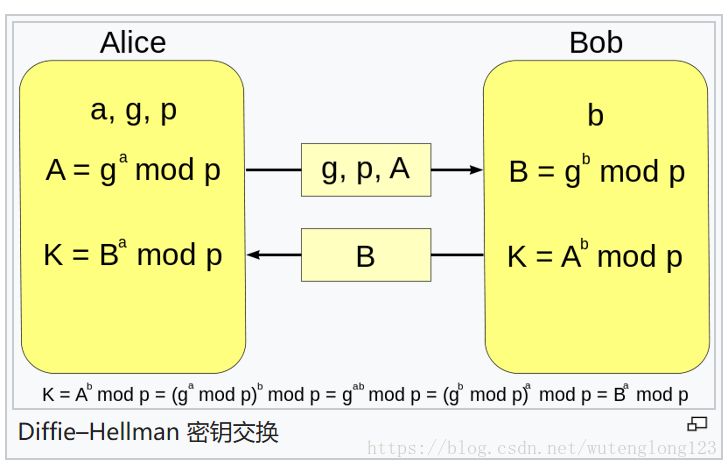 Alice
Bob
a, g, p
b
A = gᵃ mod p
g, p, A
B = gᵇ mod p
K = Bᵃ mod p
B
K = Aᵇ mod p
K = Aᵇ mod p = (gᵃ mod p)ᵇ mod p = gᵃᵇ mod p = (gᵇ mod p)ᵃ mod p = Bᵃ mod p
Diffie–Hellman 密钥交换
https://blog.csdn.net/wutenglong123